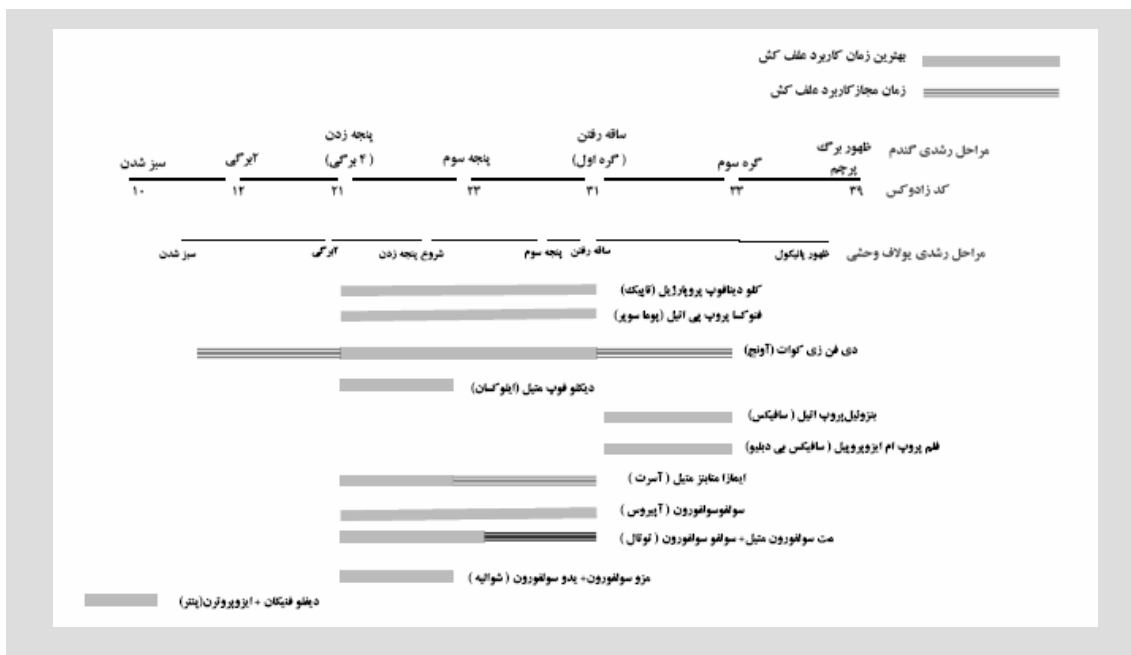 بهترین زمان کاربرد علف کش
زمان مجاز کاربرد علف کش
مراحل رشدی گندم
ظهور برگ پرچم
گره سوم
ساقه رفتن
(گره اول)
پنجه سوم
پنجه زدن
(۴ برگی)
۲برگی
سبز شدن
کد زادوکس
۳۹
۳۳
۳۱
۲۳
۲۱
۱۲
۱۰
مراحل رشدی یولاف وحشی
ظهور پانیکول
ساقه رفتن
پنجه سوم
شروع پنجه زدن
۲برگی
سبز شدن
کلو دینافوپ پروپارژیل (تاپیک)
فنوکسا پروپ پی اتیل (پوما سوپر)
دی فن زی کوات (آونج)
دیکلو فوپ متیل (ایلوکسان)
بنزوئیل‌پروپ اتیل (سافیکس)
فلم پروپ ام ایزوپروپیل (سافیکس بی دبلیو)
ایمازا متابنز متیل (آسرت)
سولفوسولفورون (آپیروس)
مت سولفورون متیل+ سولفو سولفورون (توتال)
مزو سولفورون+ یدو سولفورون (شوالیه)
دیفلو فنیکان + ایزوپروترن(پنتر)